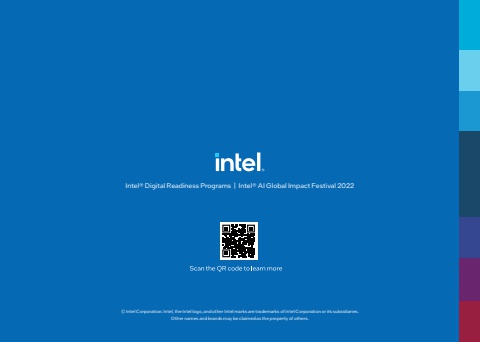 intel.
Intel® Digital Readiness Programs | Intel® AI Global Impact Festival 2022
Scan the QR code to learn more
© Intel Corporation. Intel, the Intel logo, and other Intel marks are trademarks of Intel Corporation or its subsidiaries.
Other names and brands may be claimed as the property of others.